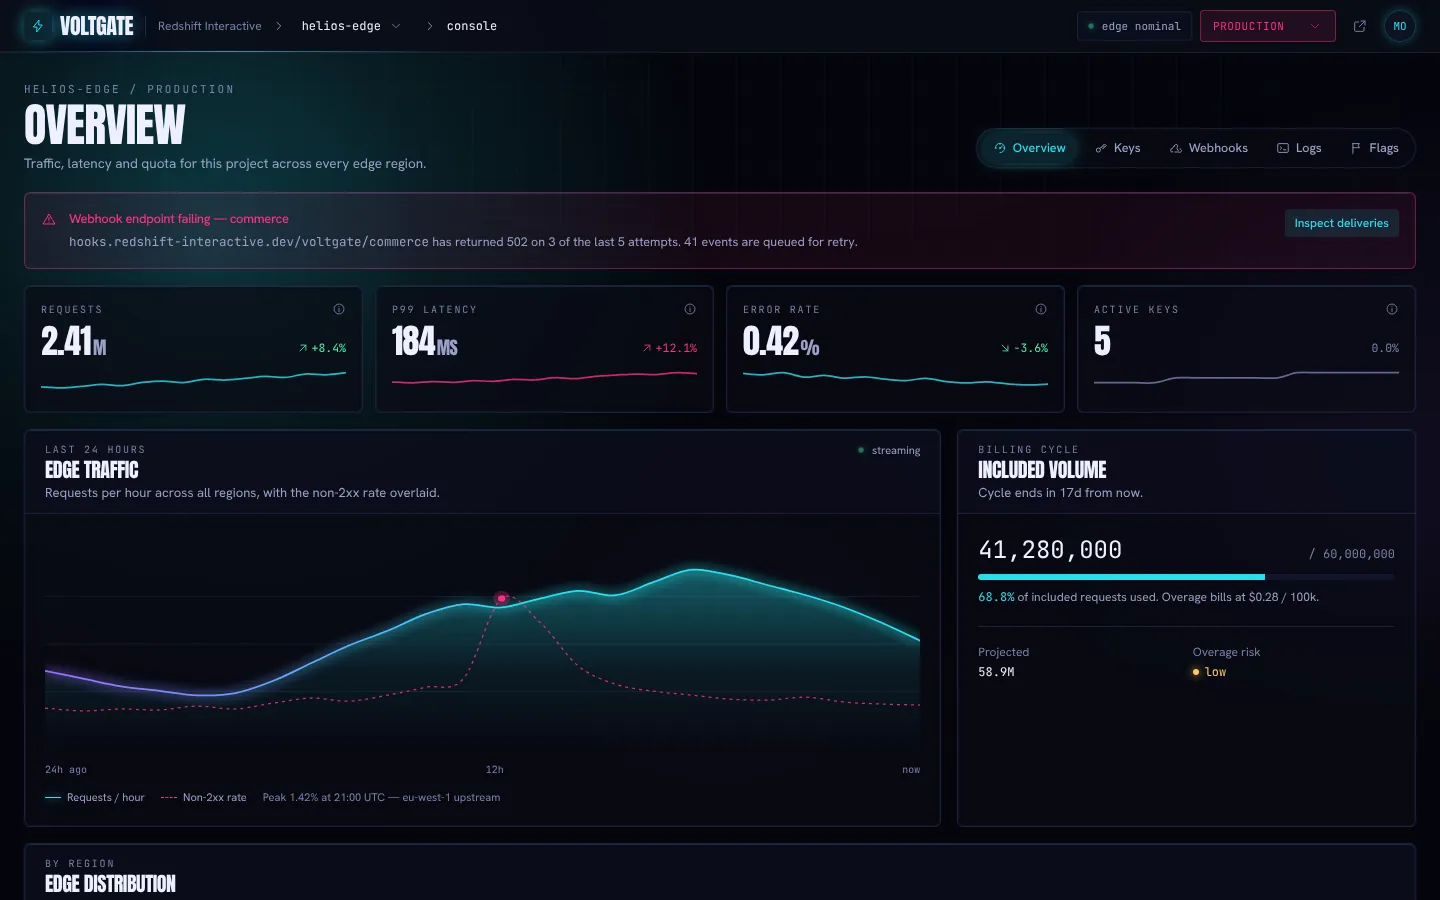 VOLTGATE
Redshift Interactive
helios-edge
console
edge nominal
PRODUCTION
MO
HELIOS-EDGE / PRODUCTION
OVERVIEW
Traffic, latency and quota for this project across every edge region.
Overview
Keys
Webhooks
Logs
Flags
Webhook endpoint failing — commerce
hooks.redshift-interactive.dev/voltgate/commerce has returned 502 on 3 of the last 5 attempts. 41 events are queued for retry.
Inspect deliveries
REQUESTS
2.41M
+8.4%
P99 LATENCY
184MS
+12.1%
ERROR RATE
0.42%
-3.6%
ACTIVE KEYS
5
0.0%
LAST 24 HOURS
EDGE TRAFFIC
Requests per hour across all regions, with the non-2xx rate overlaid.
streaming
24h ago
12h
now
Requests / hour
Non-2xx rate
Peak 1.42% at 21:00 UTC — eu-west-1 upstream
BILLING CYCLE
INCLUDED VOLUME
Cycle ends in 17d from now.
41,280,000
/ 60,000,000
68.8% of included requests used. Overage bills at $0.28 / 100k.
Projected
58.9M
Overage risk
low
BY REGION
EDGE DISTRIBUTION